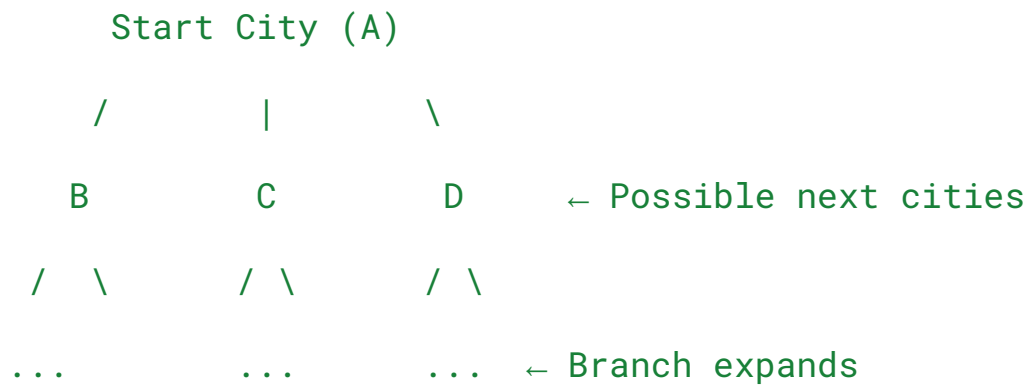 Start City (A)
/ | \
B C D ← Possible next cities
/ \ / \ / \
... ... ... ← Branch expands